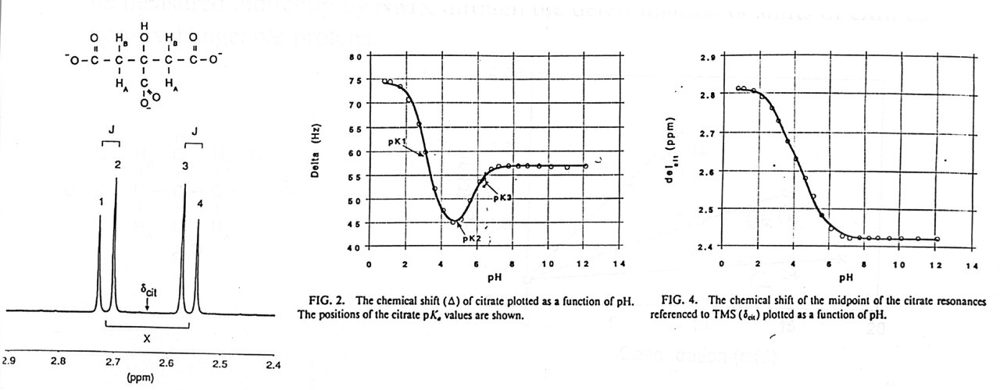 H
O H_B O H_B O
⁻O-C-C-C-C-C-O⁻
H_A C H_A
O
O⁻
J J
1 2 3 4
δcit
X
2.9 2.8 2.7 2.6 2.5 2.4
(ppm)
80
75
70
65
60
55
50
45
40
Delta (Hz)
pK1
pK2
pK3
0 2 4 6 8 10 12 14
pH
FIG. 2. The chemical shift (Δ) of citrate plotted as a function of pH.
The positions of the citrate pKₐ values are shown.
2.9
2.8
2.7
2.6
2.5
2.4
del_cit (ppm)
0 2 4 6 8 10 12 14
pH
FIG. 4. The chemical shift of the midpoint of the citrate resonances
referenced to TMS (δcit) plotted as a function of pH.